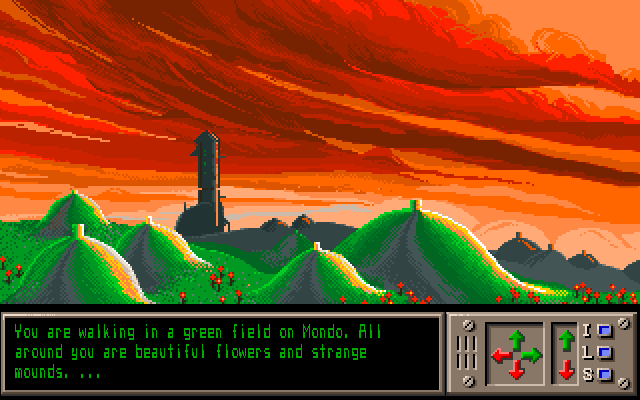 You are walking in a green field on Mondo. All
around you are beautiful flowers and strange
mounds. ...
I
L
S